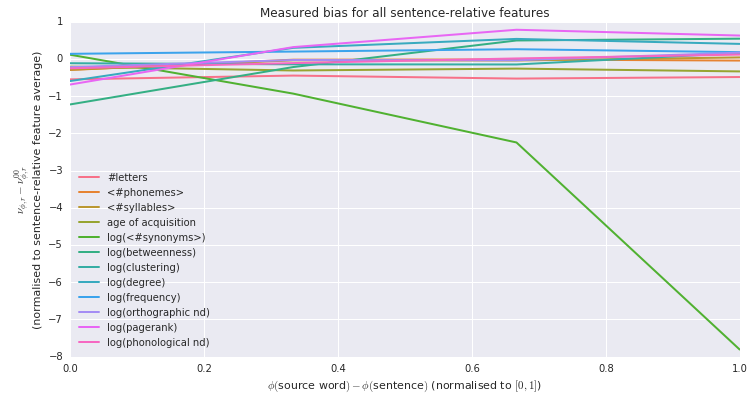 Measured bias for all sentence-relative features
1
0
−1
−2
−3
−4
−5
−6
−7
−8
ν_{ϕ,r} − ν^{00}_{ϕ,r}
(normalised to sentence-relative feature average)
#letters
<#phonemes>
<#syllables>
age of acquisition
log(<#synonyms>)
log(betweenness)
log(clustering)
log(degree)
log(frequency)
log(orthographic nd)
log(pagerank)
log(phonological nd)
0.0 0.2 0.4 0.6 0.8 1.0
ϕ(source word) − ϕ(sentence) (normalised to [0, 1])